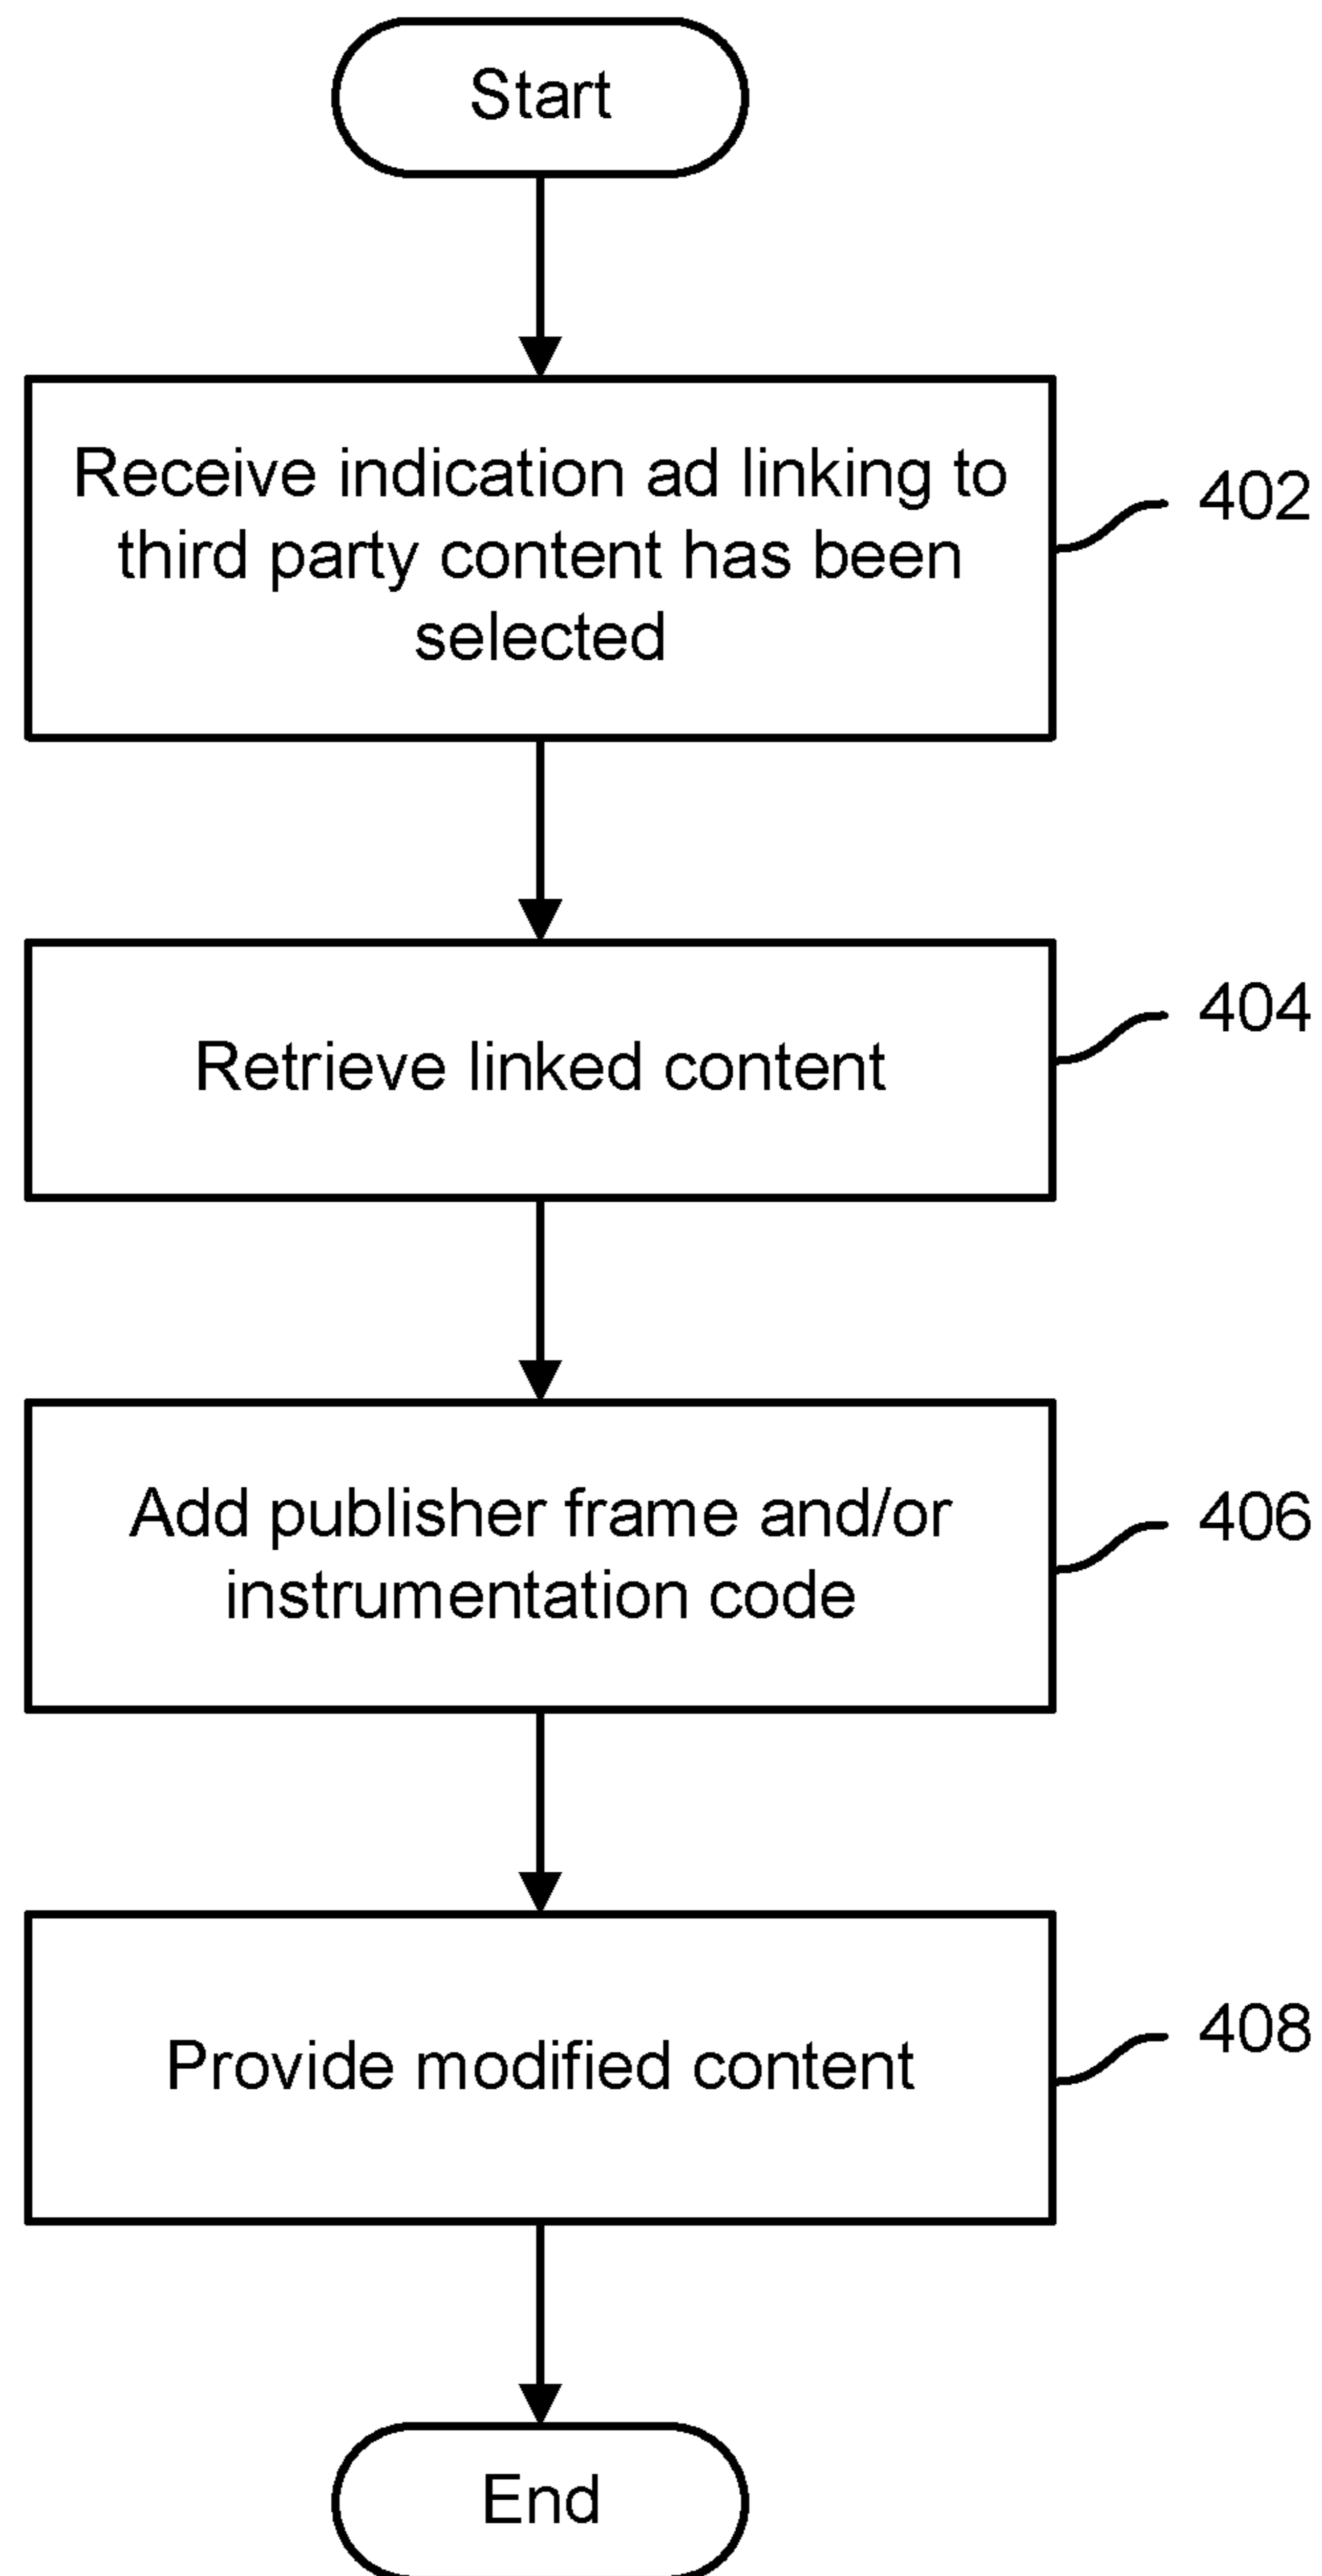 Start
Receive indication ad linking to
third party content has been
selected
402
Retrieve linked content
404
Add publisher frame and/or
instrumentation code
406
Provide modified content
408
End